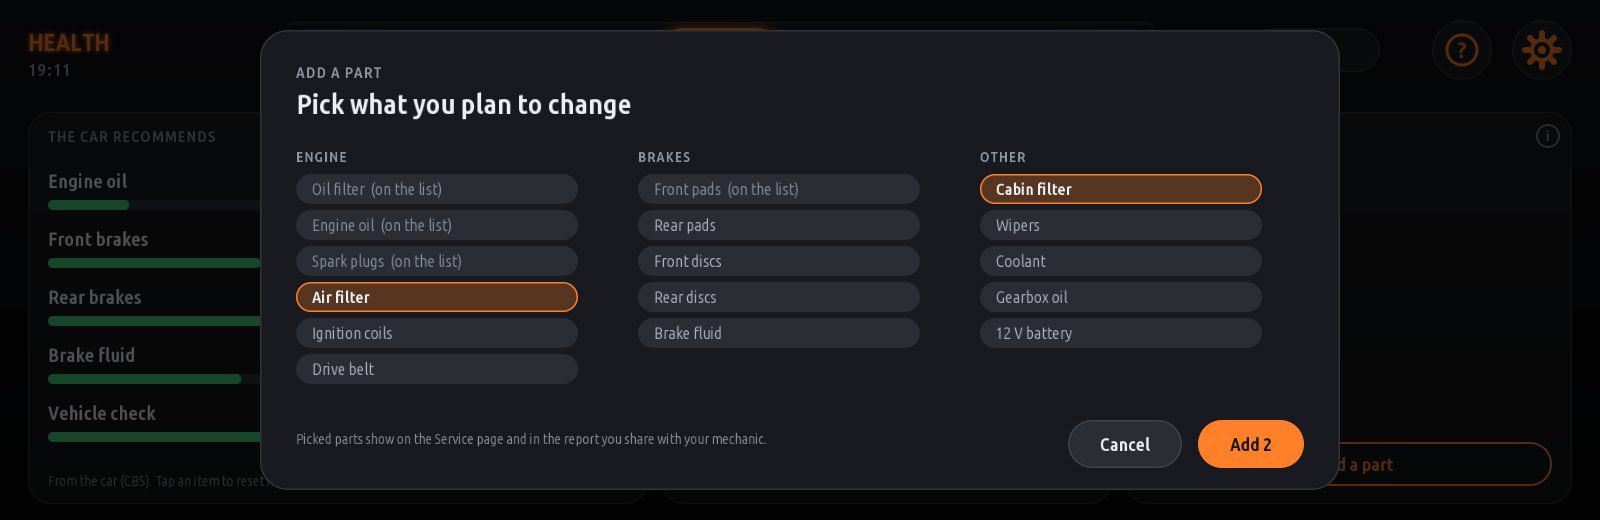 HEALTH
19:11
?
THE CAR RECOMMENDS
i
Engine oil
Front brakes
Rear brakes
Brake fluid
Vehicle check
From the car (CBS). Tap an item to reset
d a part
ADD A PART
Pick what you plan to change
ENGINE
Oil filter (on the list)
Engine oil (on the list)
Spark plugs (on the list)
Air filter
Ignition coils
Drive belt
BRAKES
Front pads (on the list)
Rear pads
Front discs
Rear discs
Brake fluid
OTHER
Cabin filter
Wipers
Coolant
Gearbox oil
12 V battery
Picked parts show on the Service page and in the report you share with your mechanic.
Cancel
Add 2